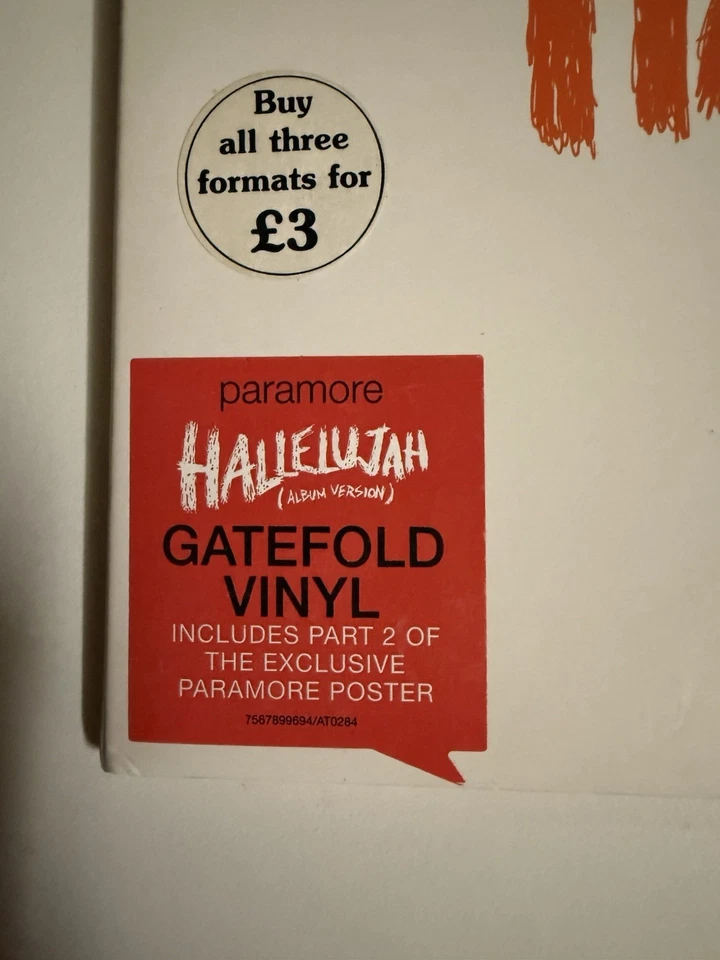 Buy
all three
formats for
£3
paramore
HALLELUJAH
(ALBUM VERSION)
GATEFOLD
VINYL
INCLUDES PART 2 OF
THE EXCLUSIVE
PARAMORE POSTER
7567899694/AT0284